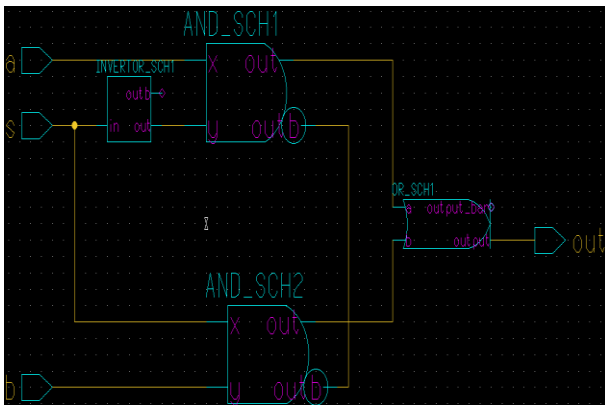 AND_SCH1
a
x out
INVERTOR_SCH1
outb
s
in out
y outb
OR_SCH1
a output_bar
b output
out
AND_SCH2
x out
b
y outb